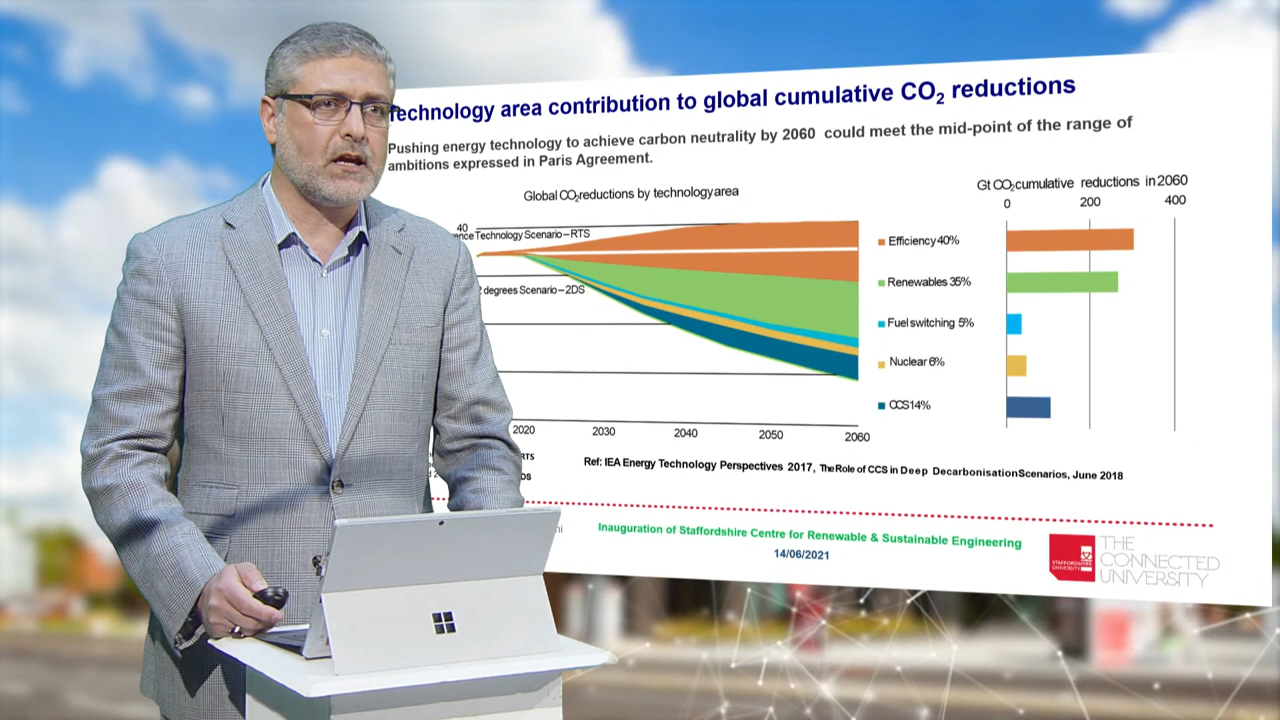 Technology area contribution to global cumulative CO₂ reductions
Pushing energy technology to achieve carbon neutrality by 2060 could meet the mid-point of the range of
ambitions expressed in Paris Agreement.
Global CO₂ reductions by technology area
40
Technology Scenario – RTS
2 degrees Scenario – 2DS
2020 2030 2040 2050 2060
Efficiency 40%
Renewables 35%
Fuel switching 5%
Nuclear 6%
CCS 14%
Gt CO₂ cumulative reductions in 2060
0 200 400
RTS
DS
Ref: IEA Energy Technology Perspectives 2017, The Role of CCS in Deep Decarbonisation Scenarios, June 2018
Inauguration of Staffordshire Centre for Renewable & Sustainable Engineering
14/06/2021
STAFFORDSHIRE
UNIVERSITY
THE
CONNECTED
UNIVERSITY